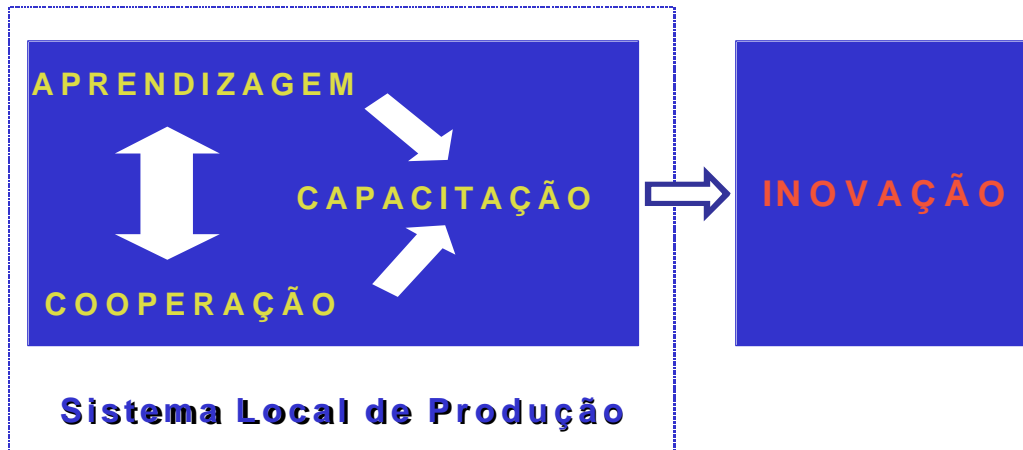 APRENDIZAGEM
CAPACITAÇÃO
INOVAÇÃO
COOPERAÇÃO
Sistema Local de Produção